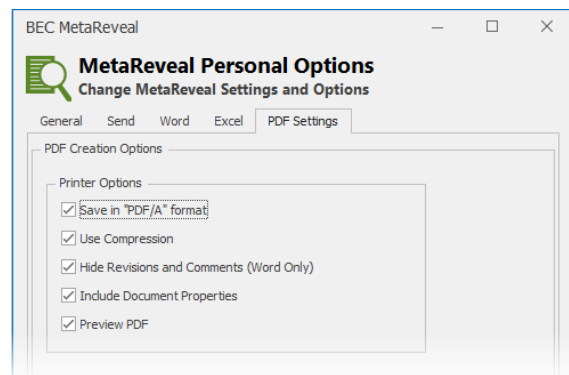 BEC MetaReveal
MetaReveal Personal Options
Change MetaReveal Settings and Options
General Send Word Excel PDF Settings
PDF Creation Options
Printer Options
Save in "PDF/A" format
Use Compression
Hide Revisions and Comments (Word Only)
Include Document Properties
Preview PDF